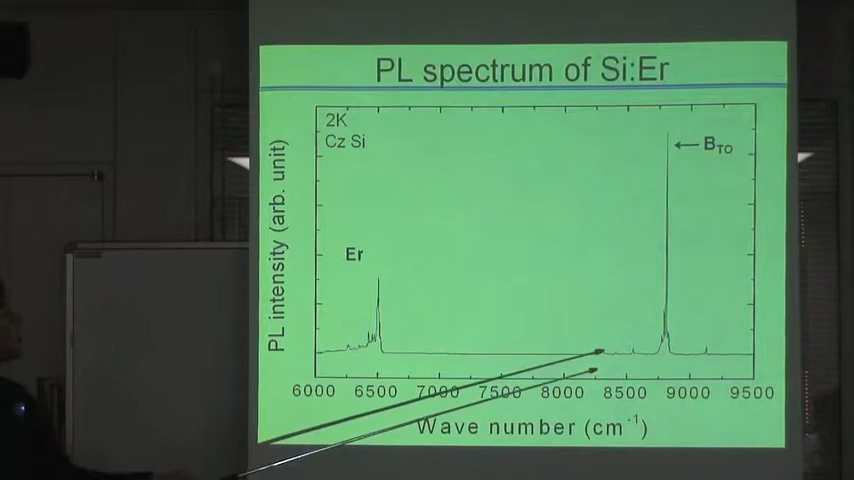 PL spectrum of Si:Er
2K
Cz Si
B_TO
Er
PL intensity (arb. unit)
6000 6500 7000 7500 8000 8500 9000 9500
Wave number (cm⁻¹)